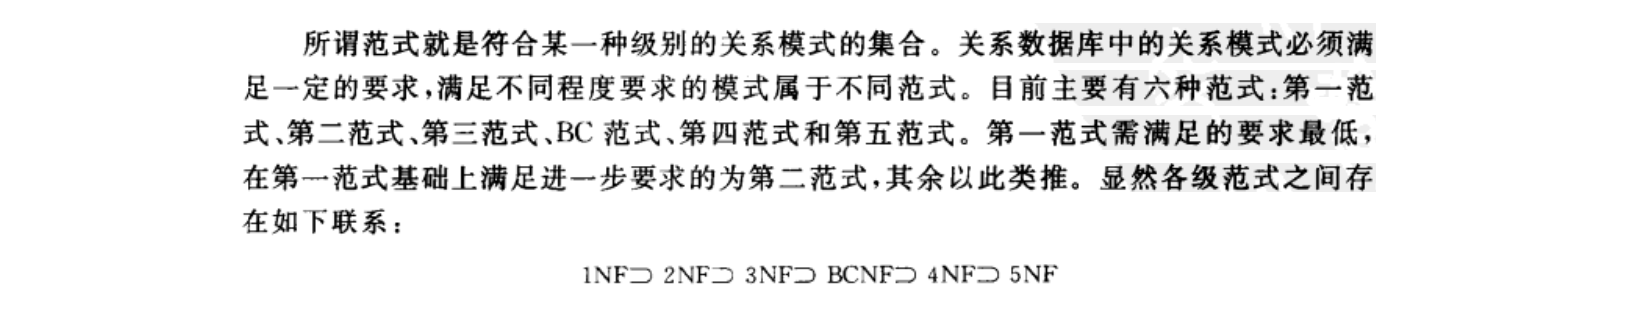 所谓范式就是符合某一种级别的关系模式的集合。关系数据库中的关系模式必须满
足一定的要求,满足不同程度要求的模式属于不同范式。目前主要有六种范式:第一范
式、第二范式、第三范式、BC 范式、第四范式和第五范式。第一范式需满足的要求最低,
在第一范式基础上满足进一步要求的为第二范式,其余以此类推。显然各级范式之间存
在如下联系:
1NF⊃ 2NF⊃ 3NF⊃ BCNF⊃ 4NF⊃ 5NF